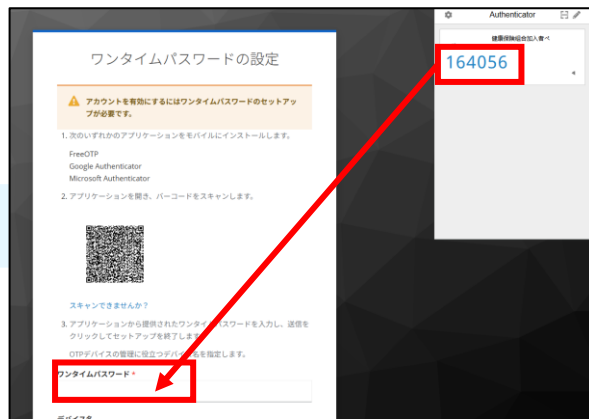 Authenticator
健康保険組合加入者ペ
164056
ワンタイムパスワードの設定
アカウントを有効にするにはワンタイムパスワードのセットアッ
プが必要です。
1. 次のいずれかのアプリケーションをモバイルにインストールします。
FreeOTP
Google Authenticator
Microsoft Authenticator
2. アプリケーションを開き、バーコードをスキャンします。
スキャンできませんか？
3. アプリケーションから提供されたワンタイムパスワードを入力し、送信を
クリックしてセットアップを終了します
OTPデバイスの管理に役立つデバイス名を指定します。
ワンタイムパスワード *
デバイス名